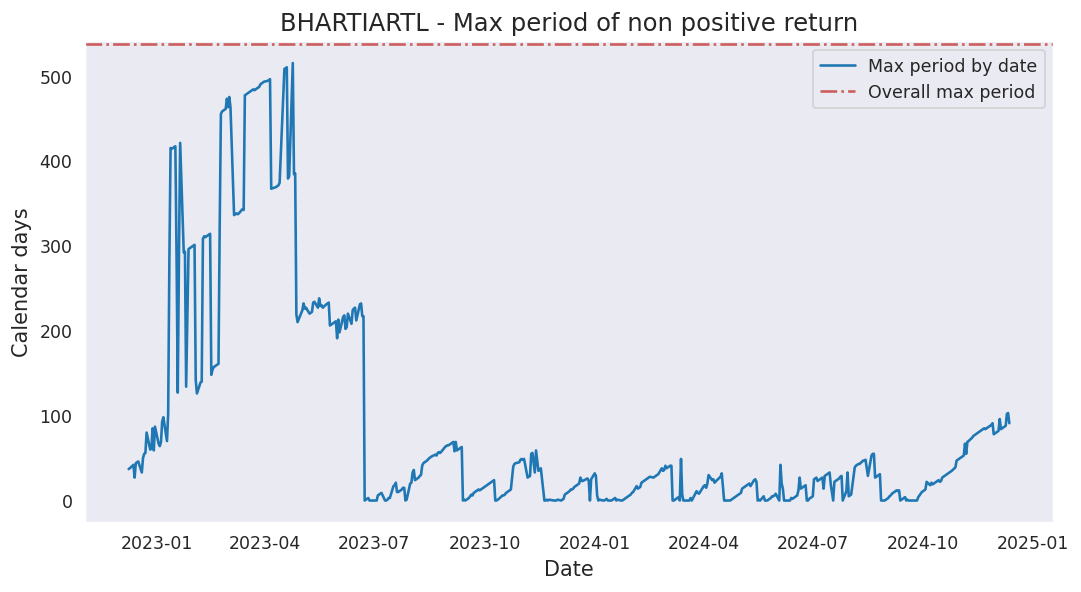 BHARTIARTL - Max period of non positive return
Max period by date
Overall max period
Calendar days
500
400
300
200
100
0
2023-01 2023-04 2023-07 2023-10 2024-01 2024-04 2024-07 2024-10 2025-01
Date